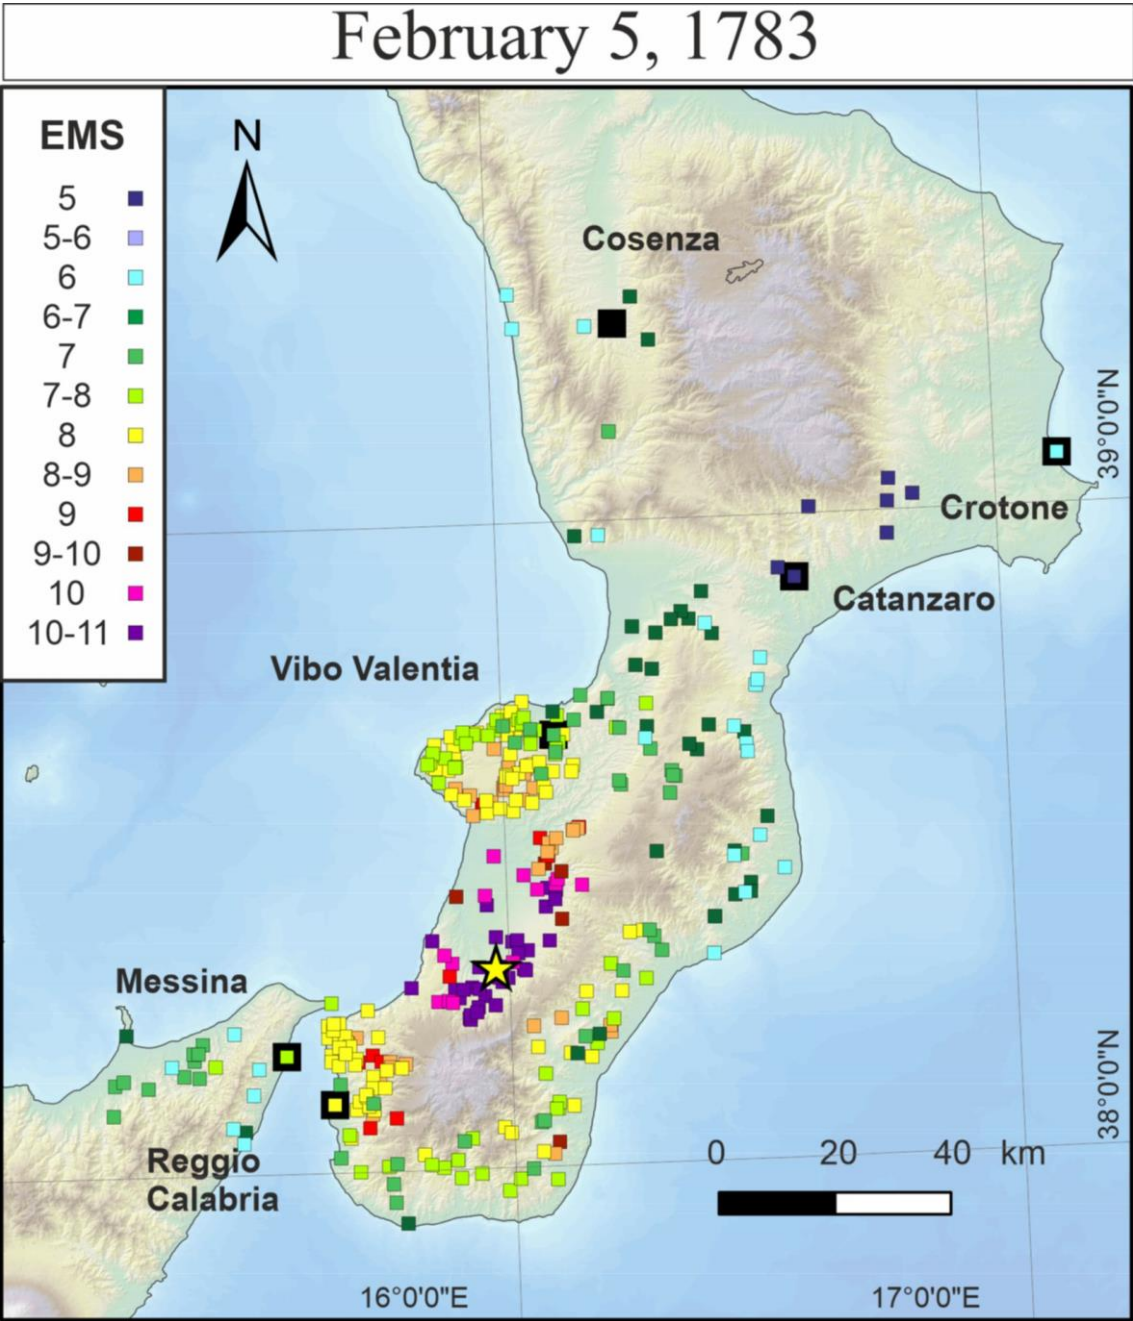 February 5, 1783
EMS
5
5-6
6
6-7
7
7-8
8
8-9
9
9-10
10
10-11
N
Cosenza
39°0'0"N
Crotone
Catanzaro
Vibo Valentia
Messina
38°0'0"N
Reggio
Calabria
0 20 40 km
16°0'0"E
17°0'0"E